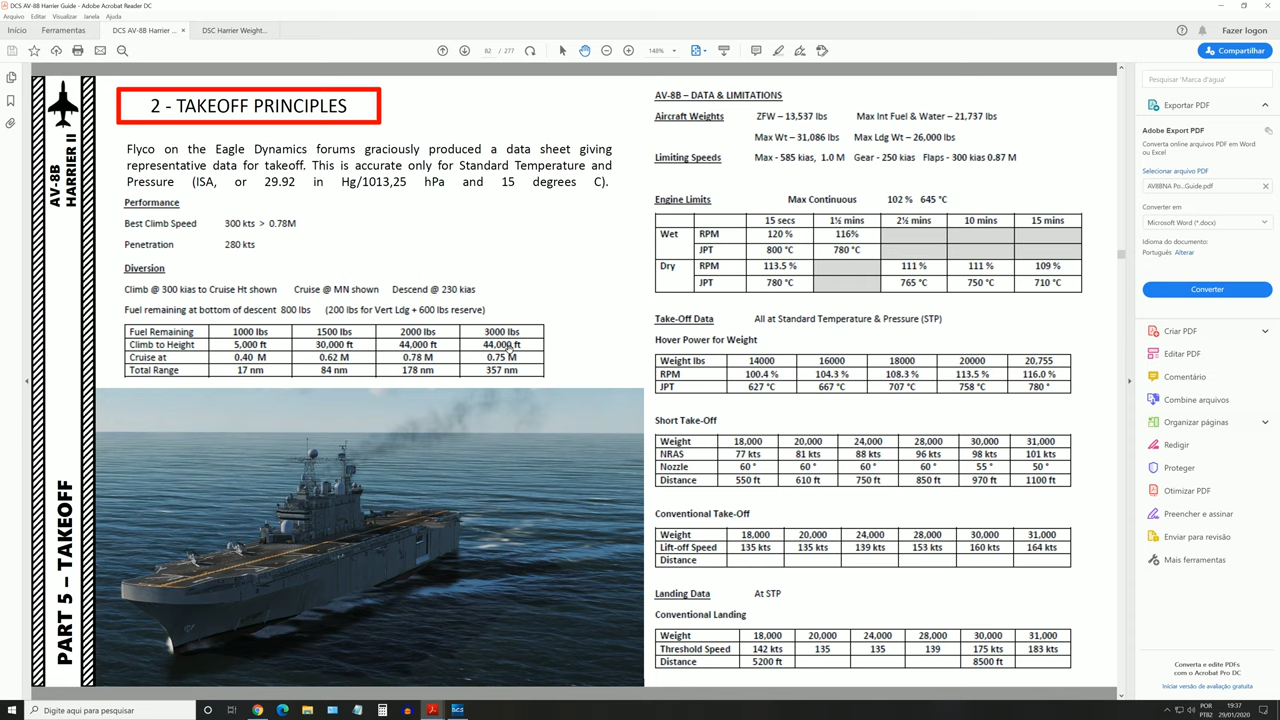 DCS AV-8B Harrier Guide - Adobe Acrobat Reader DC
Arquivo Editar Visualizar Janela Ajuda
Início Ferramentas DCS AV-8B Harrier ... × DSC Harrier Weight... Fazer logon
82 / 277 148% Compartilhar
2 - TAKEOFF PRINCIPLES
AV-8B
HARRIER II
PART 5 – TAKEOFF
Flyco on the Eagle Dynamics forums graciously produced a data sheet giving
representative data for takeoff. This is accurate only for Standard Temperature and
Pressure (ISA, or 29.92 in Hg/1013,25 hPa and 15 degrees C).
Performance
Best Climb Speed 300 kts > 0.78M
Penetration 280 kts
Diversion
Climb @ 300 kias to Cruise Ht shown Cruise @ MN shown Descend @ 230 kias
Fuel remaining at bottom of descent 800 lbs (200 lbs for Vert Ldg + 600 lbs reserve)
Fuel Remaining 1000 lbs 1500 lbs 2000 lbs 3000 lbs
Climb to Height 5,000 ft 30,000 ft 44,000 ft 44,000 ft
Cruise at 0.40 M 0.62 M 0.78 M 0.75 M
Total Range 17 nm 84 nm 178 nm 357 nm
AV-8B – DATA & LIMITATIONS
Aircraft Weights ZFW – 13,537 lbs Max Int Fuel & Water – 21,737 lbs
Max Wt – 31,086 lbs Max Ldg Wt – 26,000 lbs
Limiting Speeds Max - 585 kias, 1.0 M Gear - 250 kias Flaps - 300 kias 0.87 M
Engine Limits Max Continuous 102 % 645 °C
15 secs 1½ mins 2½ mins 10 mins 15 mins
Wet RPM 120 % 116%
JPT 800 °C 780 °C
Dry RPM 113.5 % 111 % 111 % 109 %
JPT 780 °C 765 °C 750 °C 710 °C
Take-Off Data All at Standard Temperature & Pressure (STP)
Hover Power for Weight
Weight lbs 14000 16000 18000 20000 20,755
RPM 100.4 % 104.3 % 108.3 % 113.5 % 116.0 %
JPT 627 °C 667 °C 707 °C 758 °C 780 °
Short Take-Off
Weight 18,000 20,000 24,000 28,000 30,000 31,000
NRAS 77 kts 81 kts 88 kts 96 kts 98 kts 101 kts
Nozzle 60 ° 60 ° 60 ° 60 ° 55 ° 50 °
Distance 550 ft 610 ft 750 ft 850 ft 970 ft 1100 ft
Conventional Take-Off
Weight 18,000 20,000 24,000 28,000 30,000 31,000
Lift-off Speed 135 kts 135 kts 139 kts 153 kts 160 kts 164 kts
Distance
Landing Data At STP
Conventional Landing
Weight 18,000 20,000 24,000 28,000 30,000 31,000
Threshold Speed 142 kts 135 135 139 175 kts 183 kts
Distance 5200 ft 8500 ft
Pesquisar 'Marca d'água'
Exportar PDF
Adobe Export PDF
Converta arquivos PDF em Word
ou Excel
Selecionar arquivo PDF
AV8BNA Po...Guide.pdf ×
Converter em
Microsoft Word (*.docx)
Idioma do documento:
Português Alterar
Converter
Criar PDF
Editar PDF
Comentário
Combine arquivos
Organizar páginas
Redigir
Proteger
Otimizar PDF
Preencher e assinar
Enviar para revisão
Mais ferramentas
Converta e edite PDFs
com o Acrobat Pro DC
Iniciar versão de avaliação gratuita
Digite aqui para pesquisar
POR
PTB2
19:37
29/01/2020